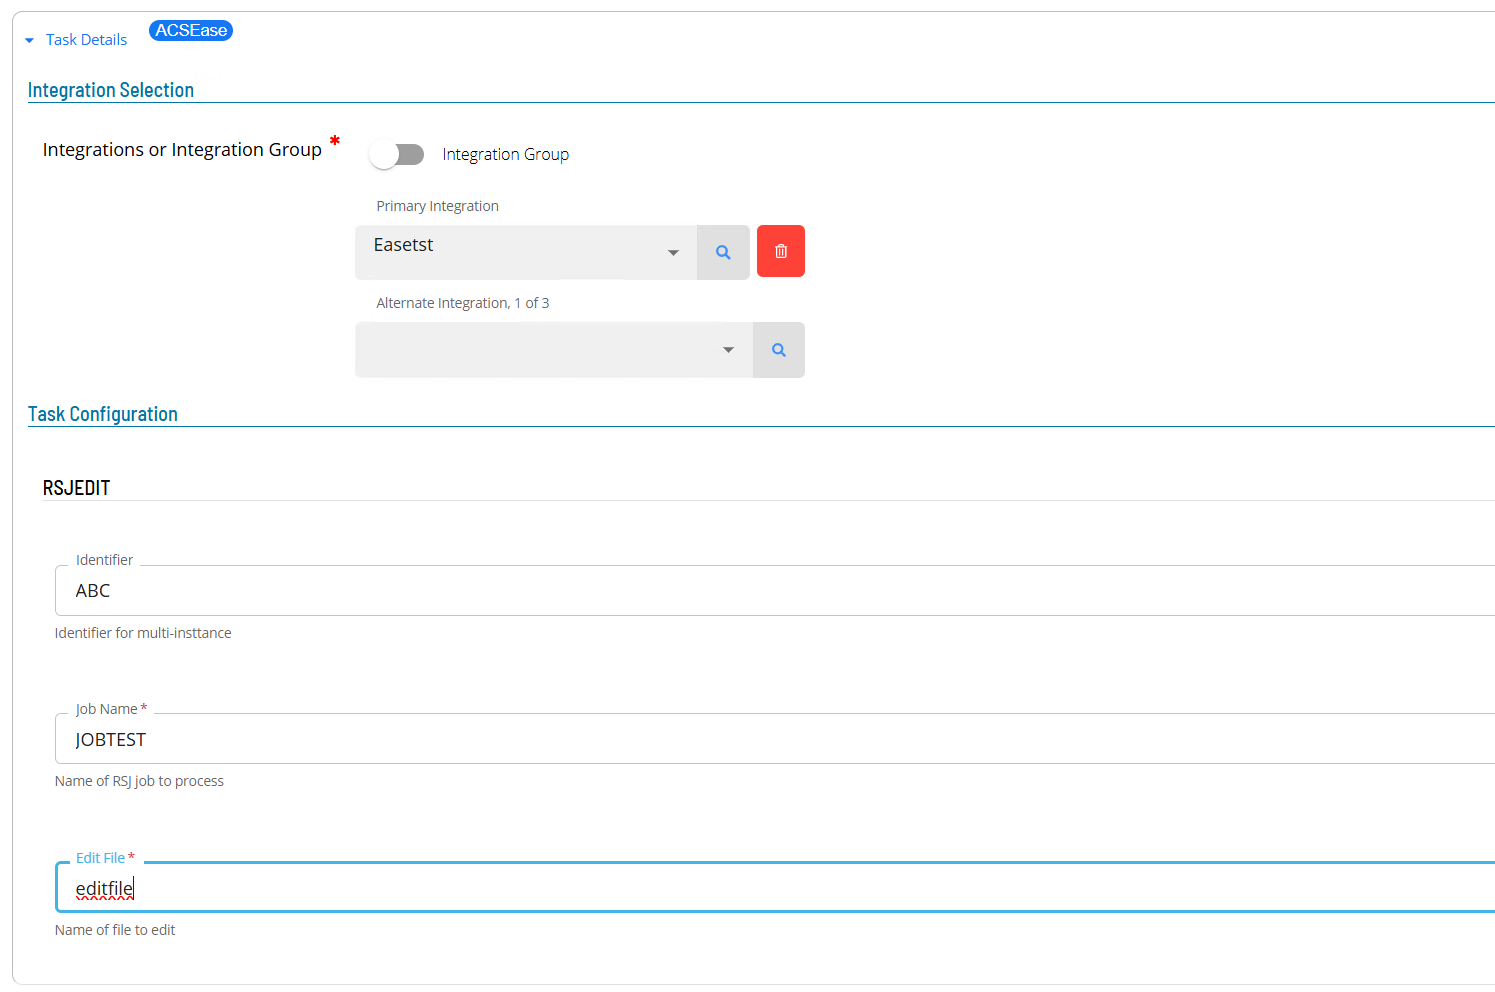 Task Details
ACSEase
Integration Selection
Integrations or Integration Group *
Integration Group
Primary Integration
Easetst
Alternate Integration, 1 of 3
Task Configuration
RSJEDIT
Identifier
ABC
Identifier for multi-insttance
Job Name *
JOBTEST
Name of RSJ job to process
Edit File *
editfile
Name of file to edit